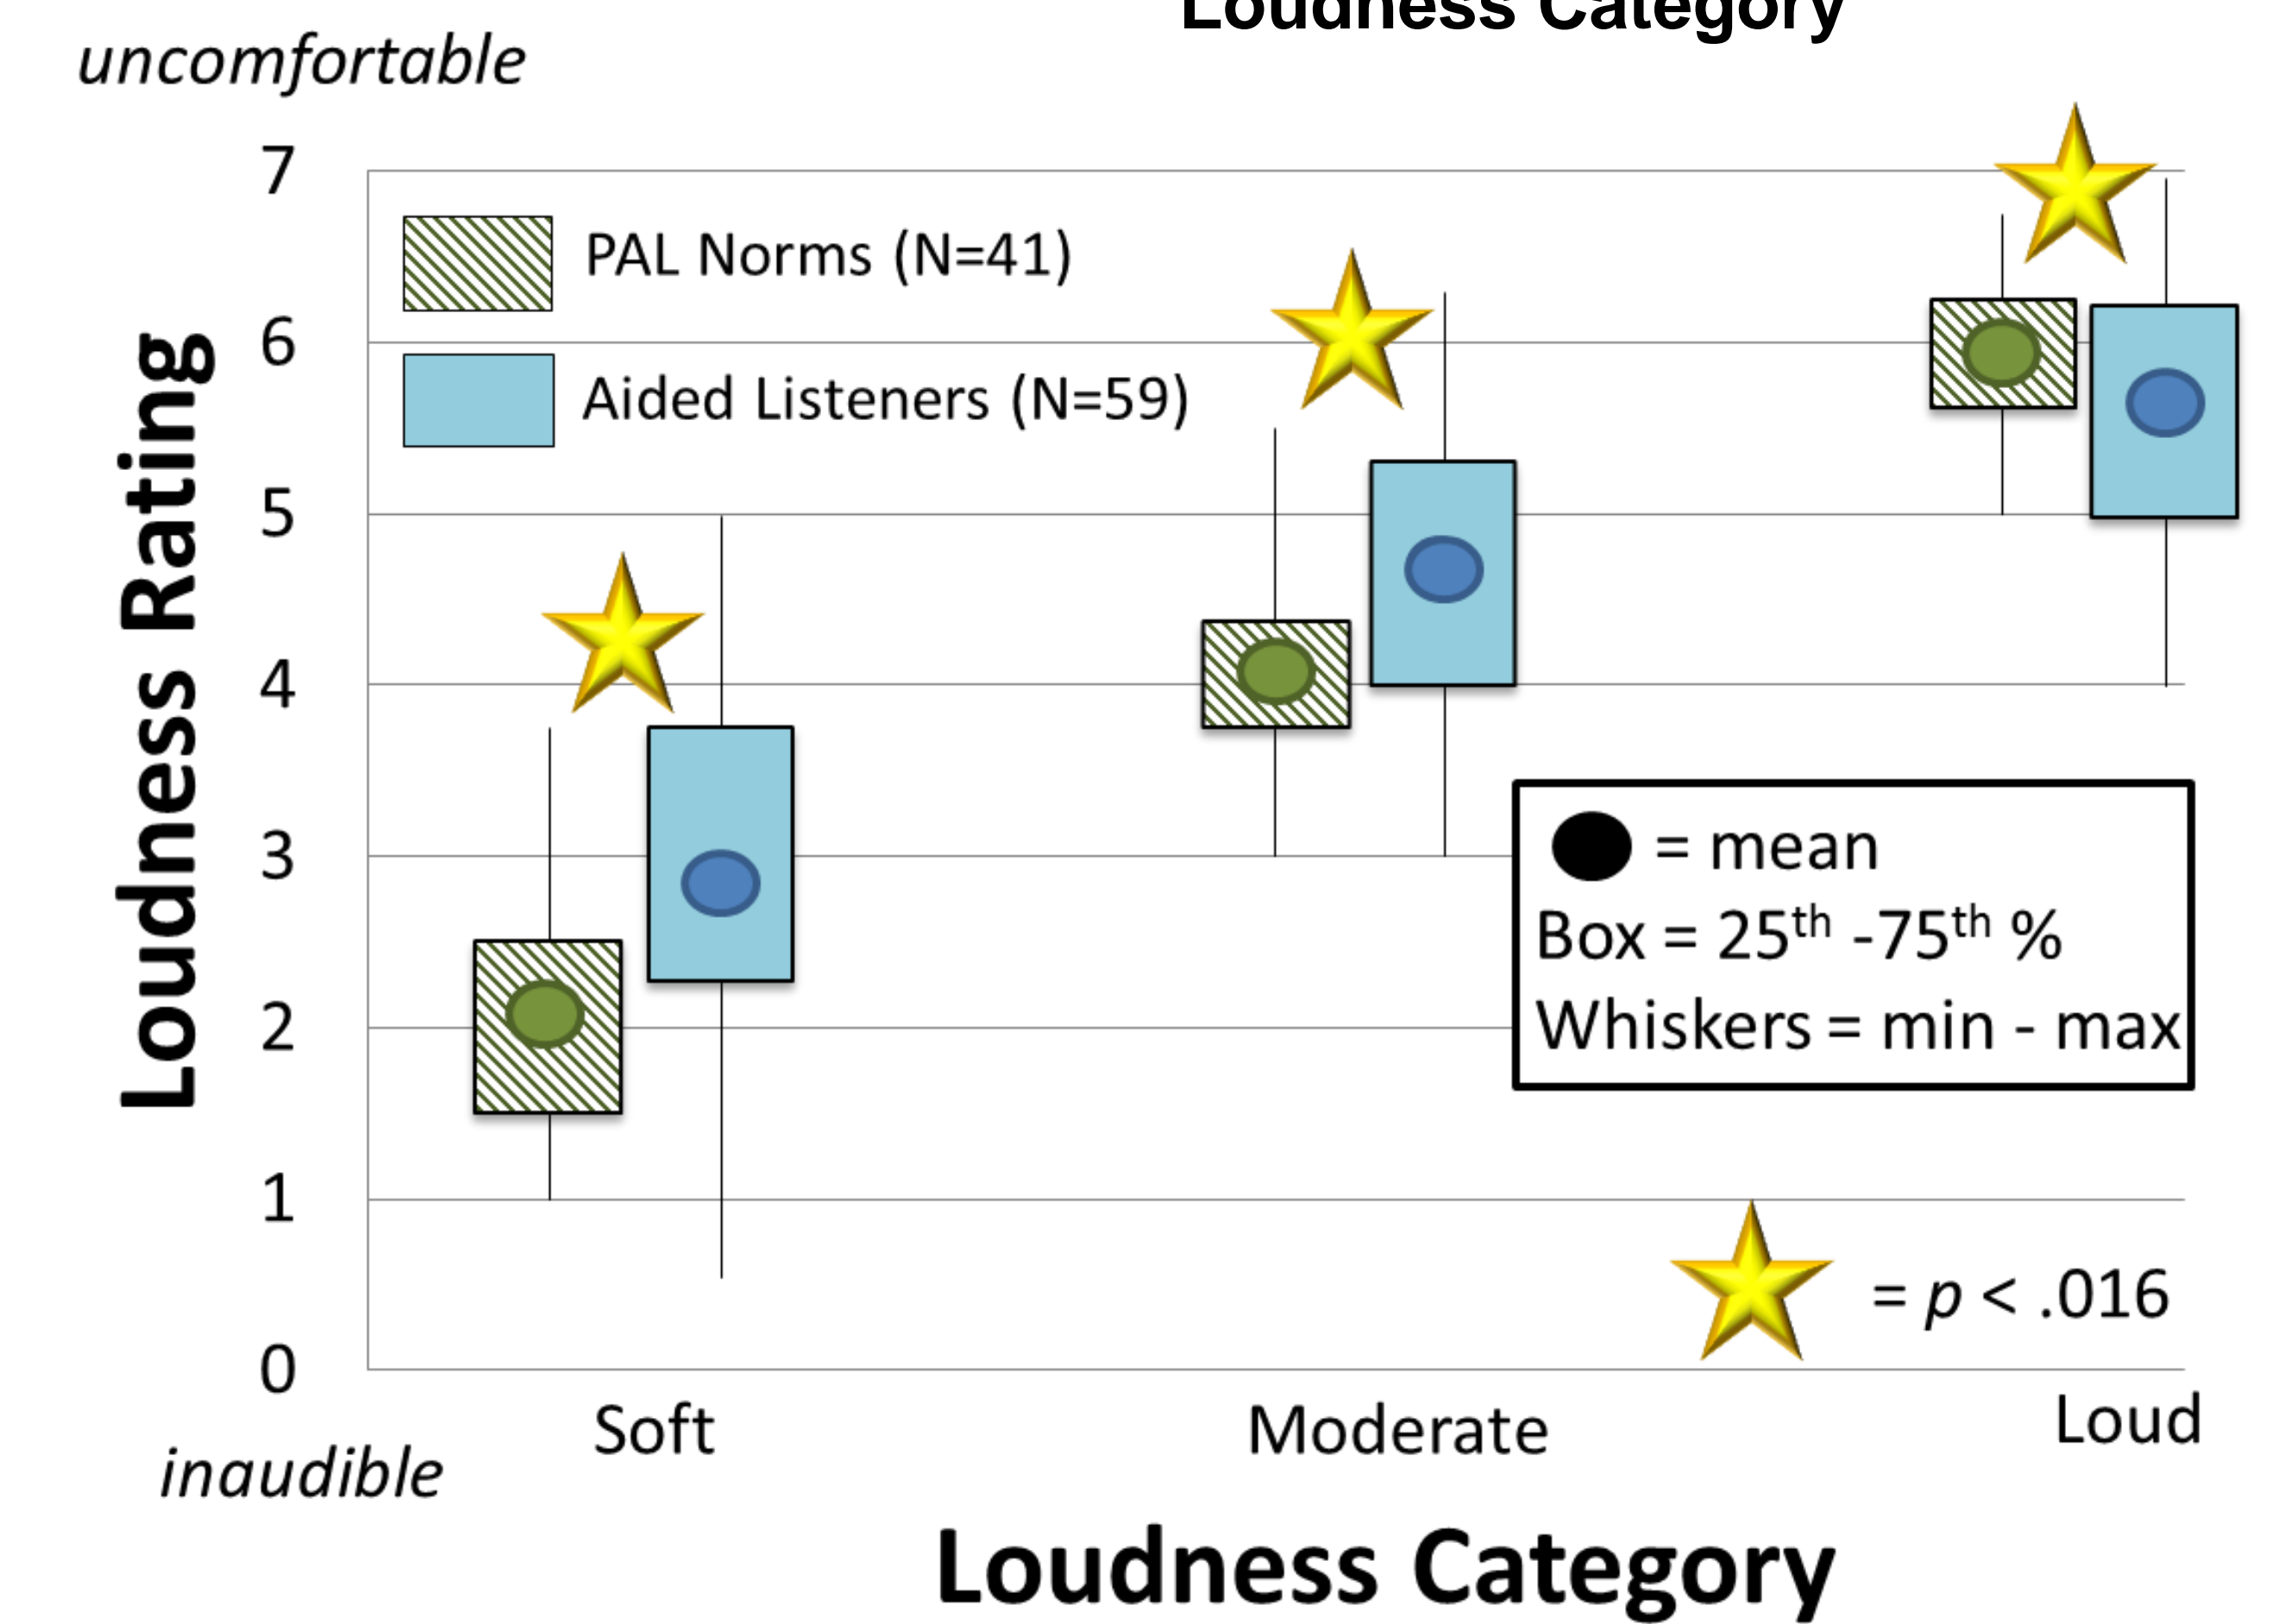 Loudness Category
uncomfortable
7
6
5
4
3
2
1
0
inaudible
Loudness Rating
PAL Norms (N=41)
Aided Listeners (N=59)
= mean
Box = 25th -75th %
Whiskers = min - max
= p < .016
Soft
Moderate
Loud
Loudness Category